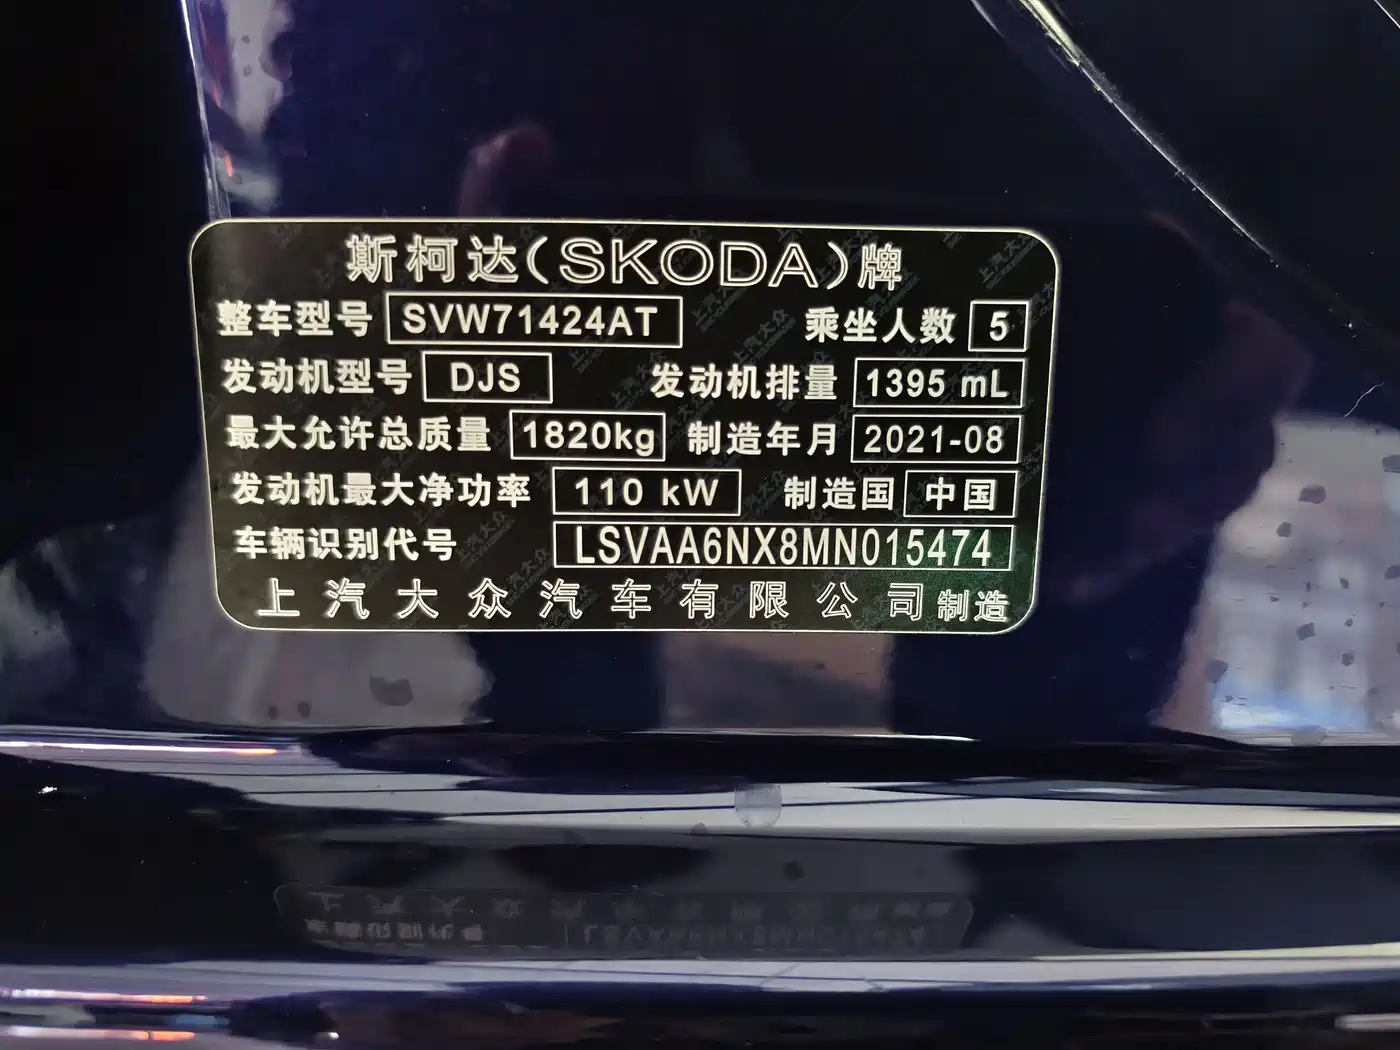 斯柯达(SKODA)牌
整车型号 SVW71424AT 乘坐人数 5
发动机型号 DJS 发动机排量 1395 mL
最大允许总质量 1820kg 制造年月 2021-08
发动机最大净功率 110 kW 制造国 中国
车辆识别代号 LSVAA6NX8MN015474
上汽大众汽车有限公司制造